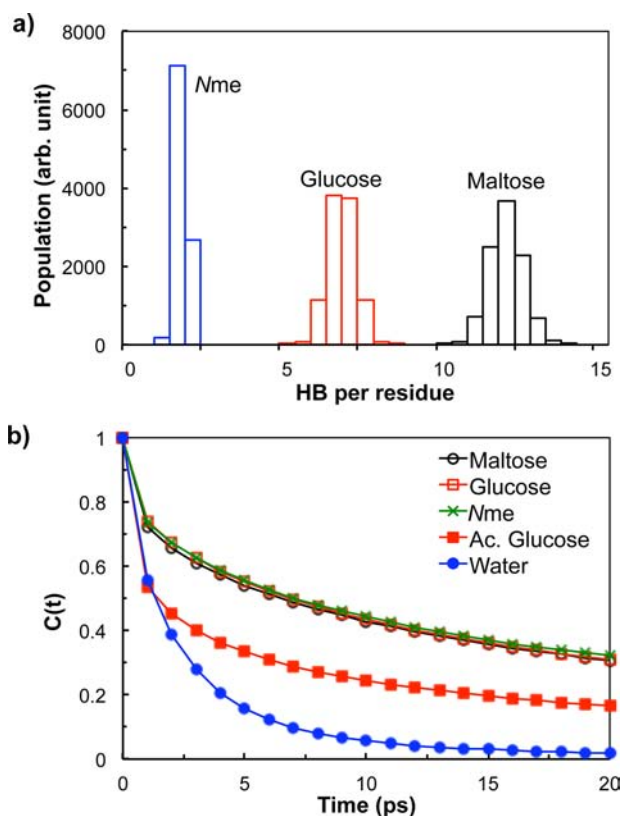 a)
8000
6000
4000
2000
0
Population (arb. unit)
Nme
Glucose
Maltose
0 5 10 15
HB per residue
b)
1
0.8
0.6
0.4
0.2
0
C(t)
Maltose
Glucose
Nme
Ac. Glucose
Water
0 5 10 15 20
Time (ps)